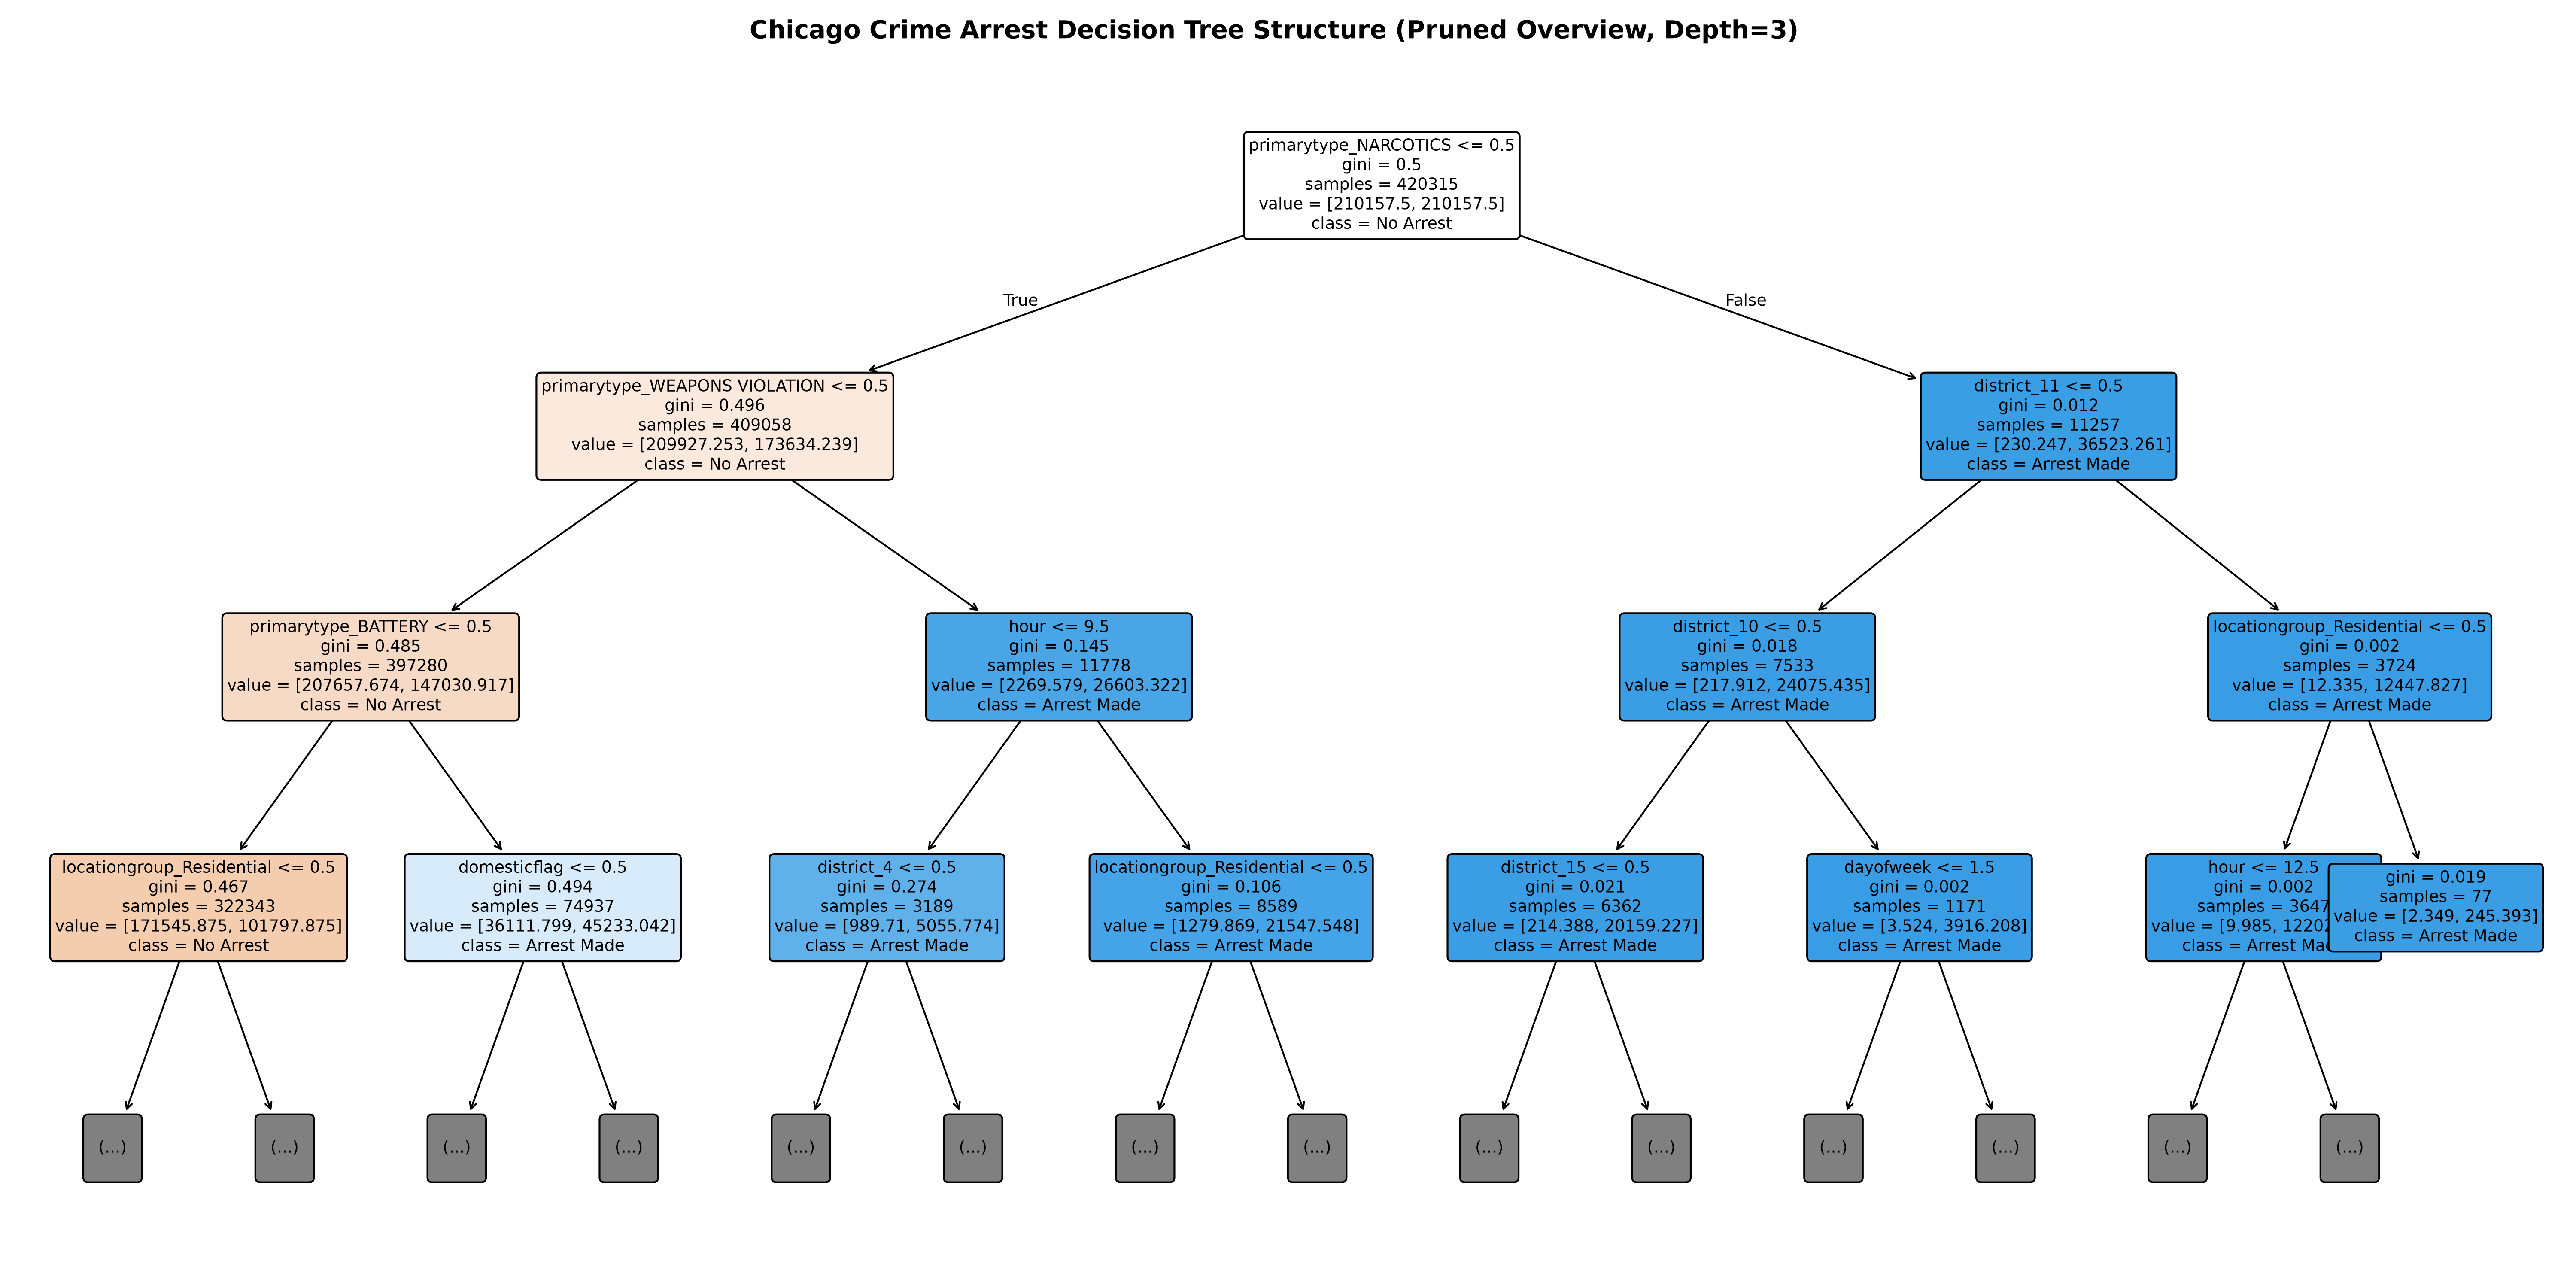 Chicago Crime Arrest Decision Tree Structure (Pruned Overview, Depth=3)
primarytype_NARCOTICS <= 0.5
gini = 0.5
samples = 420315
value = [210157.5, 210157.5]
class = No Arrest
True
False
primarytype_WEAPONS VIOLATION <= 0.5
gini = 0.496
samples = 409058
value = [209927.253, 173634.239]
class = No Arrest
district_11 <= 0.5
gini = 0.012
samples = 11257
value = [230.247, 36523.261]
class = Arrest Made
primarytype_BATTERY <= 0.5
gini = 0.485
samples = 397280
value = [207657.674, 147030.917]
class = No Arrest
hour <= 9.5
gini = 0.145
samples = 11778
value = [2269.579, 26603.322]
class = Arrest Made
district_10 <= 0.5
gini = 0.018
samples = 7533
value = [217.912, 24075.435]
class = Arrest Made
locationgroup_Residential <= 0.5
gini = 0.002
samples = 3724
value = [12.335, 12447.827]
class = Arrest Made
locationgroup_Residential <= 0.5
gini = 0.467
samples = 322343
value = [171545.875, 101797.875]
class = No Arrest
domesticflag <= 0.5
gini = 0.494
samples = 74937
value = [36111.799, 45233.042]
class = Arrest Made
district_4 <= 0.5
gini = 0.274
samples = 3189
value = [989.71, 5055.774]
class = Arrest Made
locationgroup_Residential <= 0.5
gini = 0.106
samples = 8589
value = [1279.869, 21547.548]
class = Arrest Made
district_15 <= 0.5
gini = 0.021
samples = 6362
value = [214.388, 20159.227]
class = Arrest Made
dayofweek <= 1.5
gini = 0.002
samples = 1171
value = [3.524, 3916.208]
class = Arrest Made
hour <= 12.5
gini = 0.002
samples = 3647
value = [9.985,
class = Arrest
gini = 0.019
samples = 77
value = [2.349, 245.393]
class = Arrest Made
(...)
(...)
(...)
(...)
(...)
(...)
(...)
(...)
(...)
(...)
(...)
(...)
(...)
(...)